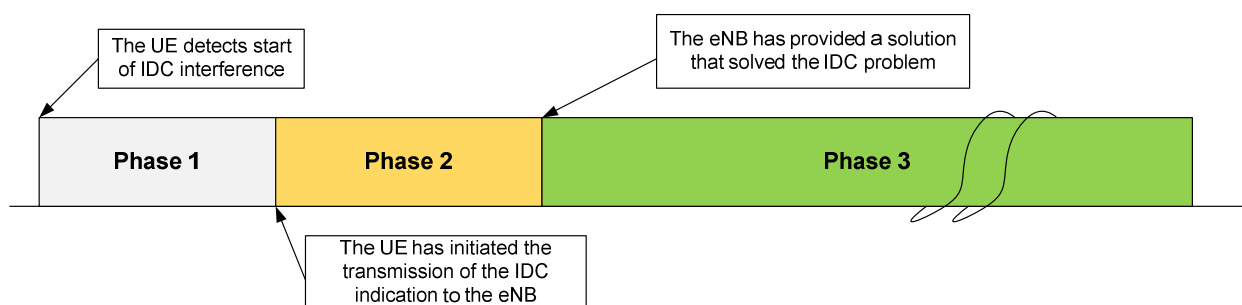 The UE detects start
of IDC interference
The eNB has provided a solution
that solved the IDC problem
Phase 1
Phase 2
Phase 3
The UE has initiated the
transmission of the IDC
indication to the eNB